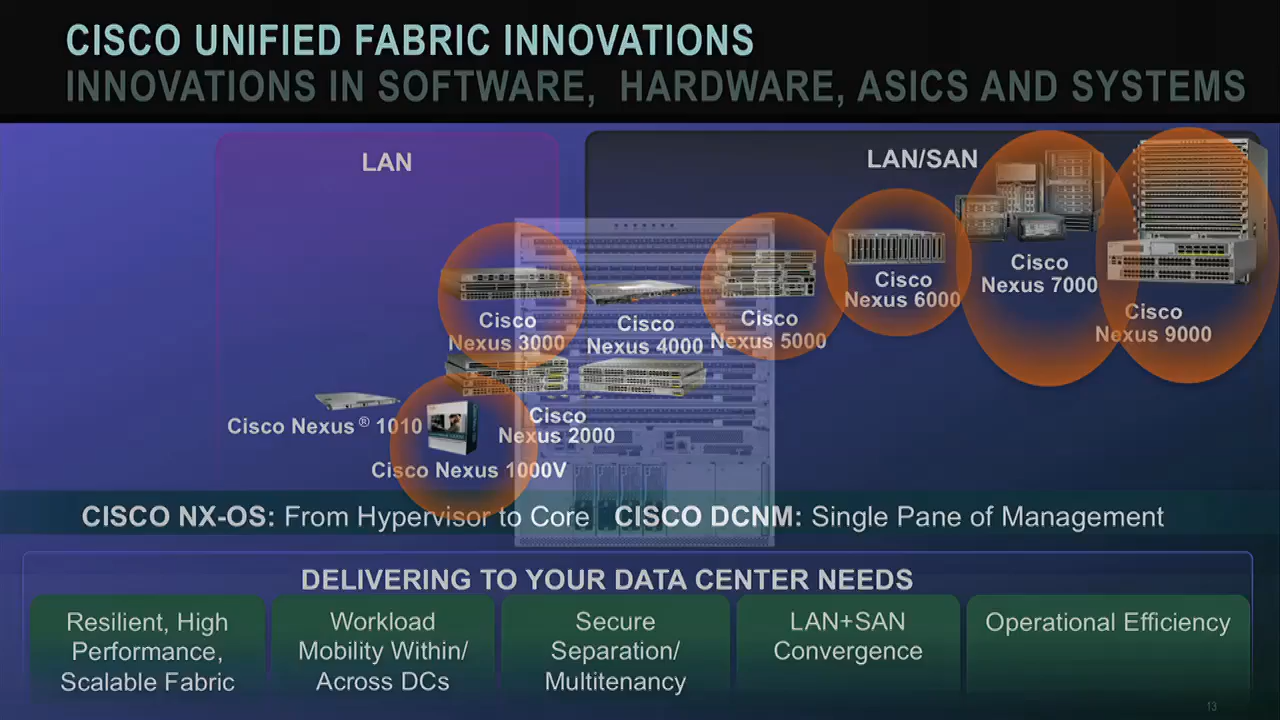 CISCO UNIFIED FABRIC INNOVATIONS
INNOVATIONS IN SOFTWARE, HARDWARE, ASICS AND SYSTEMS
LAN
LAN/SAN
Cisco
Nexus 3000
Cisco
Nexus 4000
Cisco
Nexus 5000
Cisco
Nexus 6000
Cisco
Nexus 7000
Cisco
Nexus 9000
Cisco Nexus® 1010
Cisco
Nexus 2000
Cisco Nexus 1000V
CISCO NX-OS: From Hypervisor to Core
CISCO DCNM: Single Pane of Management
DELIVERING TO YOUR DATA CENTER NEEDS
Resilient, High
Performance,
Scalable Fabric
Workload
Mobility Within/
Across DCs
Secure
Separation/
Multitenancy
LAN+SAN
Convergence
Operational Efficiency
13